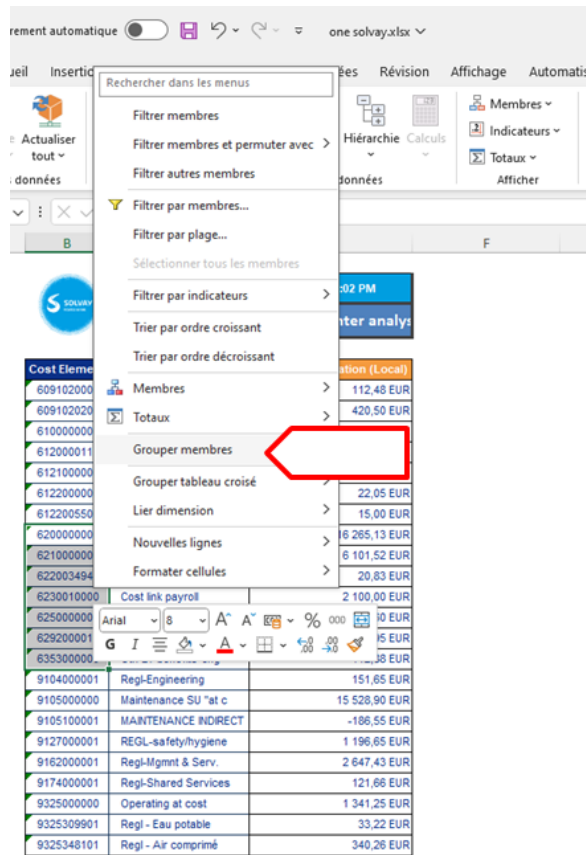 rement automatique
one solvay.xlsx
ueil Insertio
ées Révision Affichage Automatis
Rechercher dans les menus
Actualiser
tout
données
Hiérarchie Calculs
données
Membres
Indicateurs
Totaux
Afficher
Filtrer membres
Filtrer membres et permuter avec
Filtrer autres membres
Filtrer par membres...
Filtrer par plage...
Sélectionner tous les membres
Filtrer par indicateurs
Trier par ordre croissant
Trier par ordre décroissant
Membres
Totaux
Grouper membres
Grouper tableau croisé
Lier dimension
Nouvelles lignes
Formater cellules
B F
SOLVAY
:02 PM
nter analys
Cost Eleme ation (Local)
609102000 112,48 EUR
609102020 420,50 EUR
610000000
612000011
612100000
612200000 22,05 EUR
612200550 15,00 EUR
620000000 16 265,13 EUR
621000000 6 101,52 EUR
622003494 20,83 EUR
6230010000 Cost link payroll 2 100,00 EUR
Arial 8 A A % 000
G I A
625000000 EUR
629200001 EUR
635300000 EUR
9104000001 Regl-Engineering 151,65 EUR
9105000000 Maintenance SU "at c 15 528,90 EUR
9105100001 MAINTENANCE INDIRECT -186,55 EUR
9127000001 REGL-safety/hygiene 1 196,65 EUR
9162000001 Regl-Mgmnt & Serv. 2 647,43 EUR
9174000001 Regl-Shared Services 121,66 EUR
9325000000 Operating at cost 1 341,25 EUR
9325309901 Regl - Eau potable 33,22 EUR
9325348101 Regl - Air comprimé 340,26 EUR